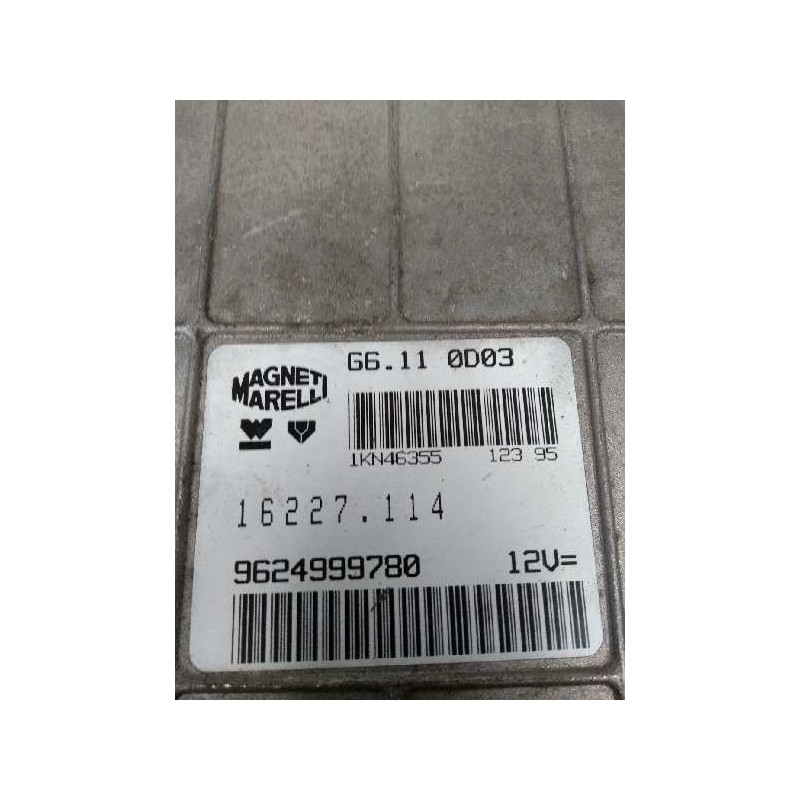 MAGNETI
MARELLI
G6.11 0D03
1KN46355 123 95
16227.114
9624999780 12V=